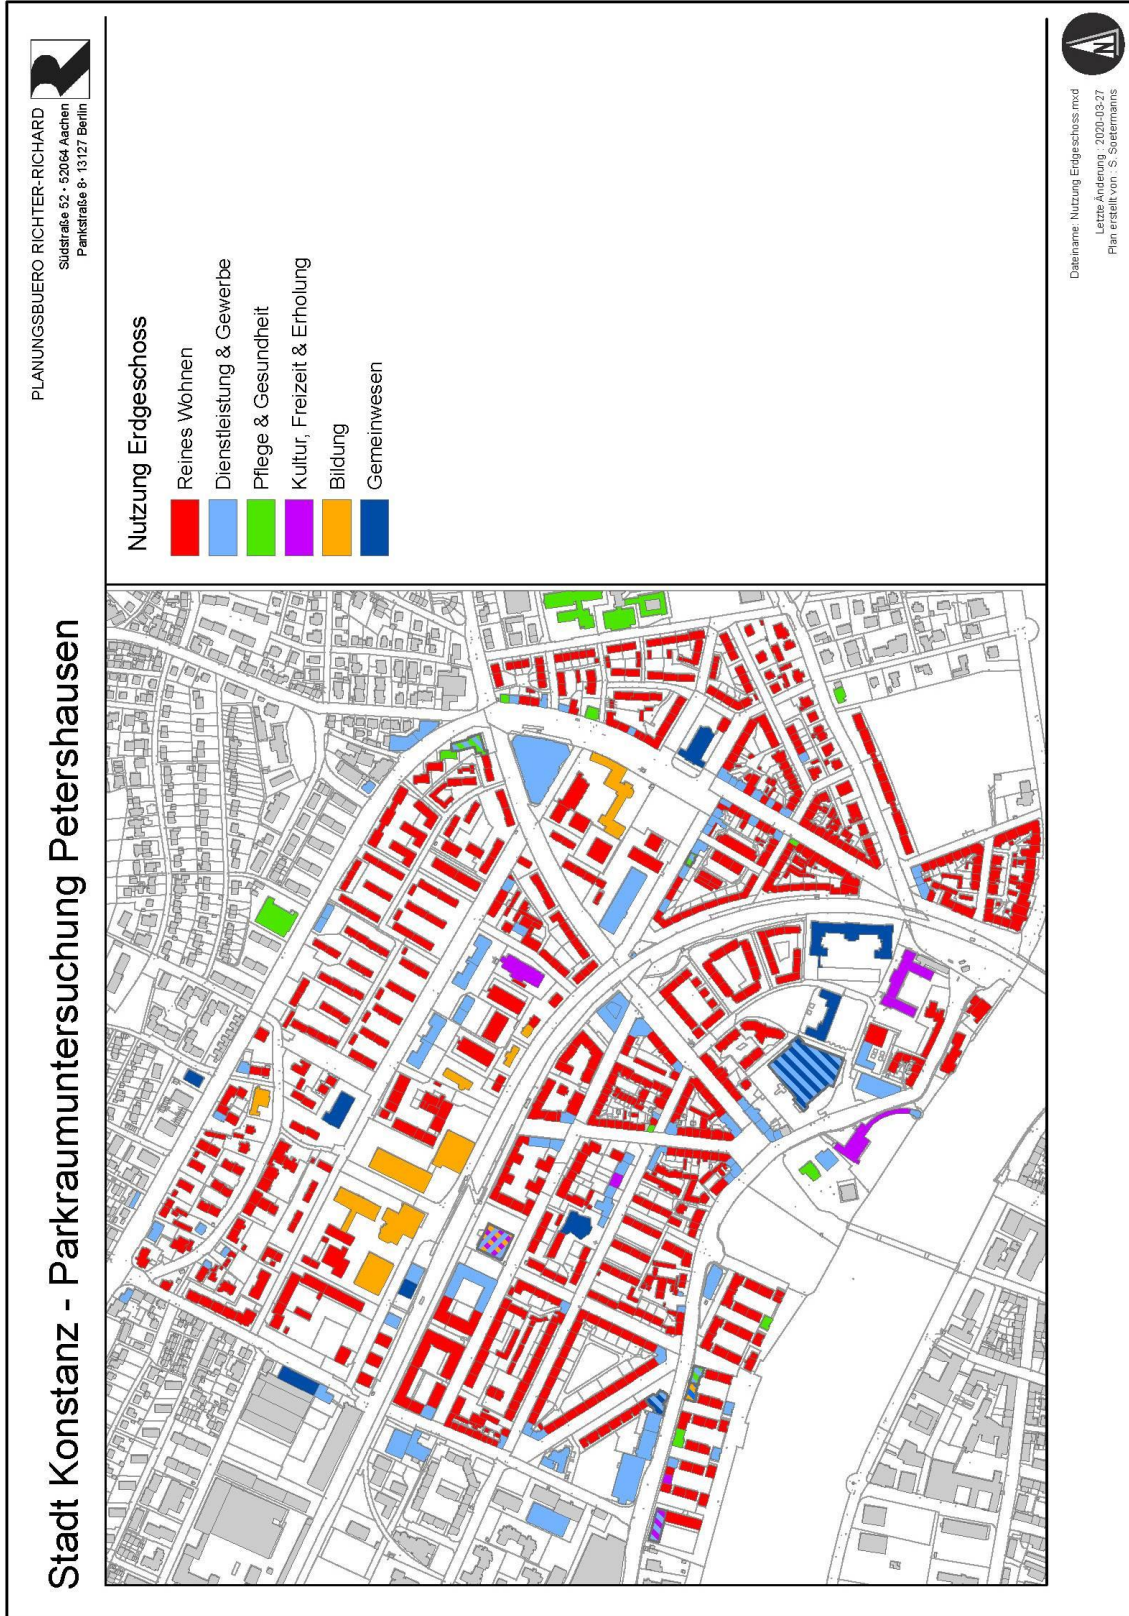 Stadt Konstanz - Parkraumuntersuchung Petershausen
PLANUNGSBUERO RICHTER-RICHARD
Südstraße 52 • 52064 Aachen
Pankstraße 8 • 13127 Berlin
Nutzung Erdgeschoss
Reines Wohnen
Dienstleistung & Gewerbe
Pflege & Gesundheit
Kultur, Freizeit & Erholung
Bildung
Gemeinwesen
N
Dateiname: Nutzung Erdgeschoss.mxd
Letzte Änderung : 2020-03-27
Plan erstellt von : S. Soetermanns